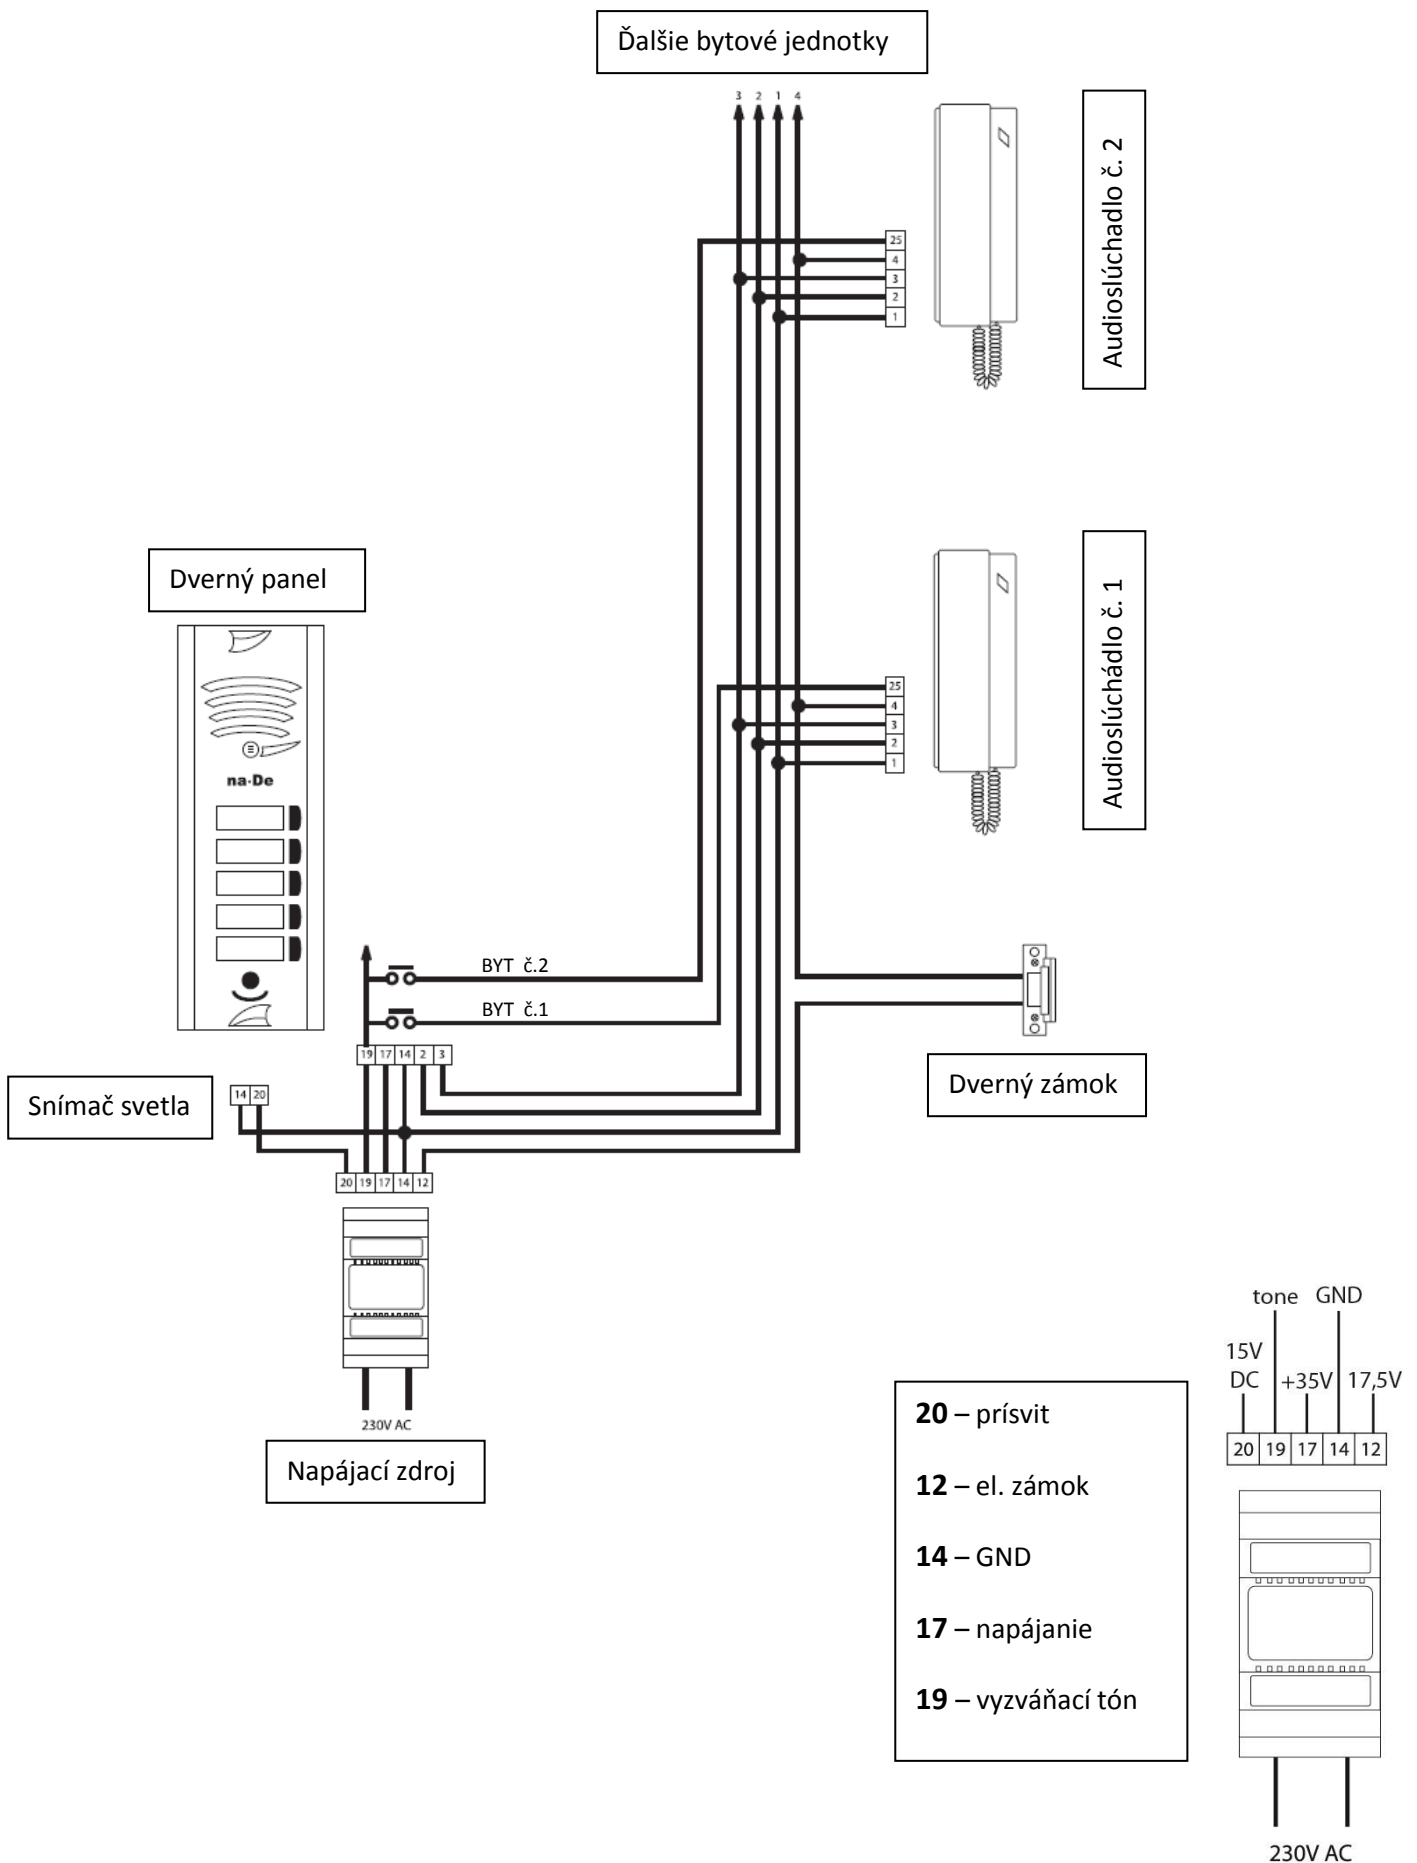 Ďalšie bytové jednotky
3 2 1 4
25
4
3
2
1
Audioslúchadlo č. 2
Dverný panel
na·De
25
4
3
2
1
Audioslúchádlo č. 1
BYT č.2
BYT č.1
19 17 14 2 3
Dverný zámok
Snímač svetla
14 20
20 19 17 14 12
230V AC
Napájací zdroj
20 – prísvit
12 – el. zámok
14 – GND
17 – napájanie
19 – vyzváňací tón
tone GND
15V
DC +35V 17,5V
20 19 17 14 12
230V AC